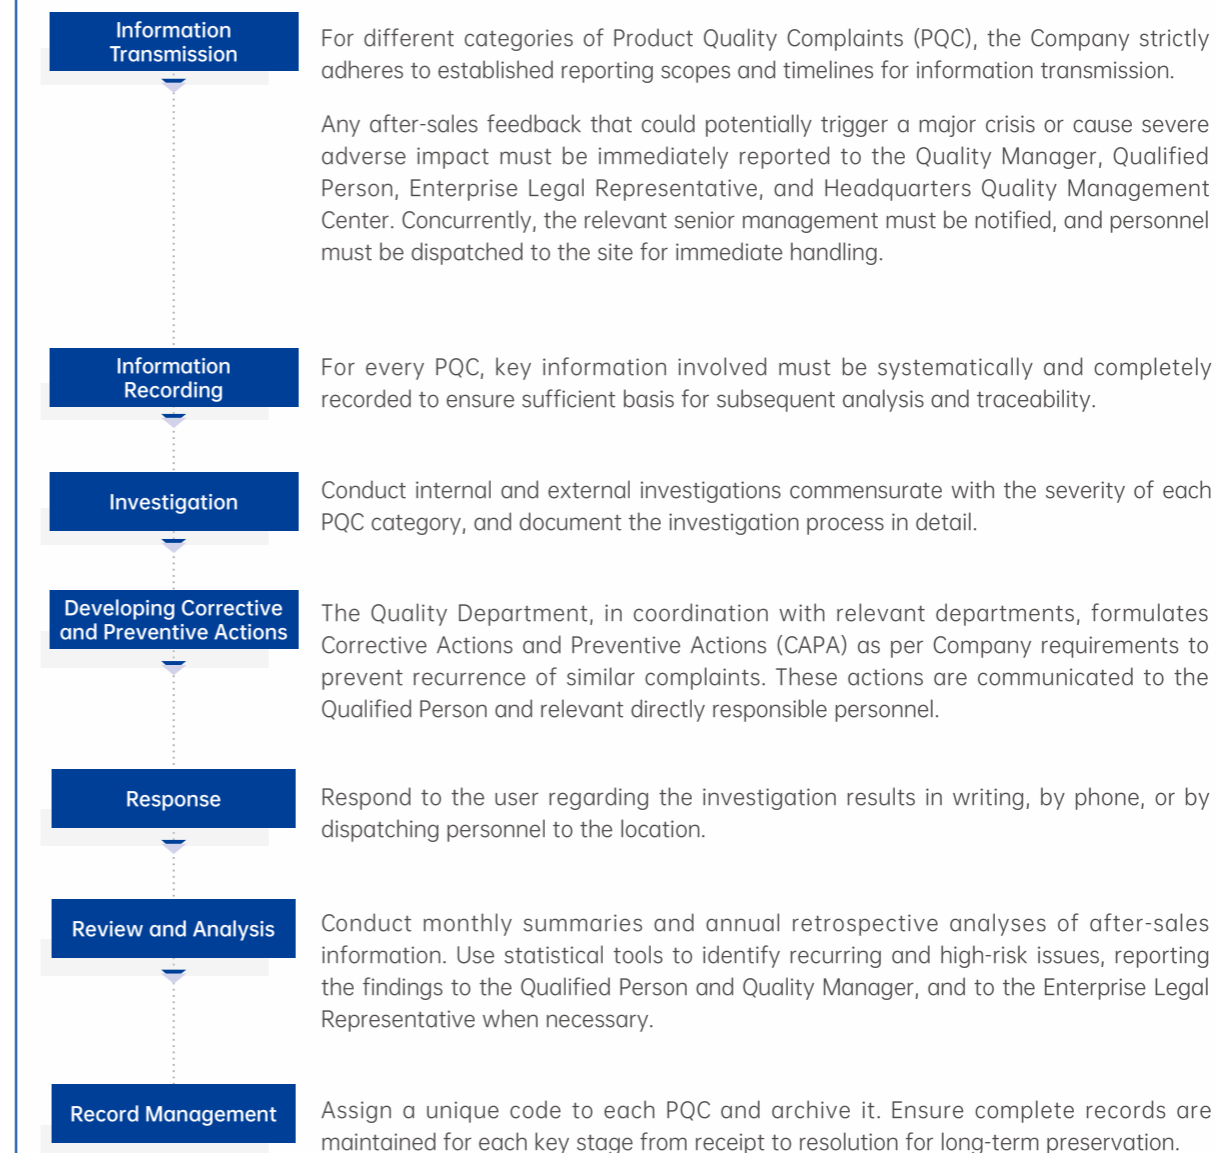 Information
Transmission
For different categories of Product Quality Complaints (PQC), the Company strictly
adheres to established reporting scopes and timelines for information transmission.
Any after-sales feedback that could potentially trigger a major crisis or cause severe
adverse impact must be immediately reported to the Quality Manager, Qualified
Person, Enterprise Legal Representative, and Headquarters Quality Management
Center. Concurrently, the relevant senior management must be notified, and personnel
must be dispatched to the site for immediate handling.
Information
Recording
For every PQC, key information involved must be systematically and completely
recorded to ensure sufficient basis for subsequent analysis and traceability.
Investigation
Conduct internal and external investigations commensurate with the severity of each
PQC category, and document the investigation process in detail.
Developing Corrective
and Preventive Actions
The Quality Department, in coordination with relevant departments, formulates
Corrective Actions and Preventive Actions (CAPA) as per Company requirements to
prevent recurrence of similar complaints. These actions are communicated to the
Qualified Person and relevant directly responsible personnel.
Response
Respond to the user regarding the investigation results in writing, by phone, or by
dispatching personnel to the location.
Review and Analysis
Conduct monthly summaries and annual retrospective analyses of after-sales
information. Use statistical tools to identify recurring and high-risk issues, reporting
the findings to the Qualified Person and Quality Manager, and to the Enterprise Legal
Representative when necessary.
Record Management
Assign a unique code to each PQC and archive it. Ensure complete records are
maintained for each key stage from receipt to resolution for long-term preservation.